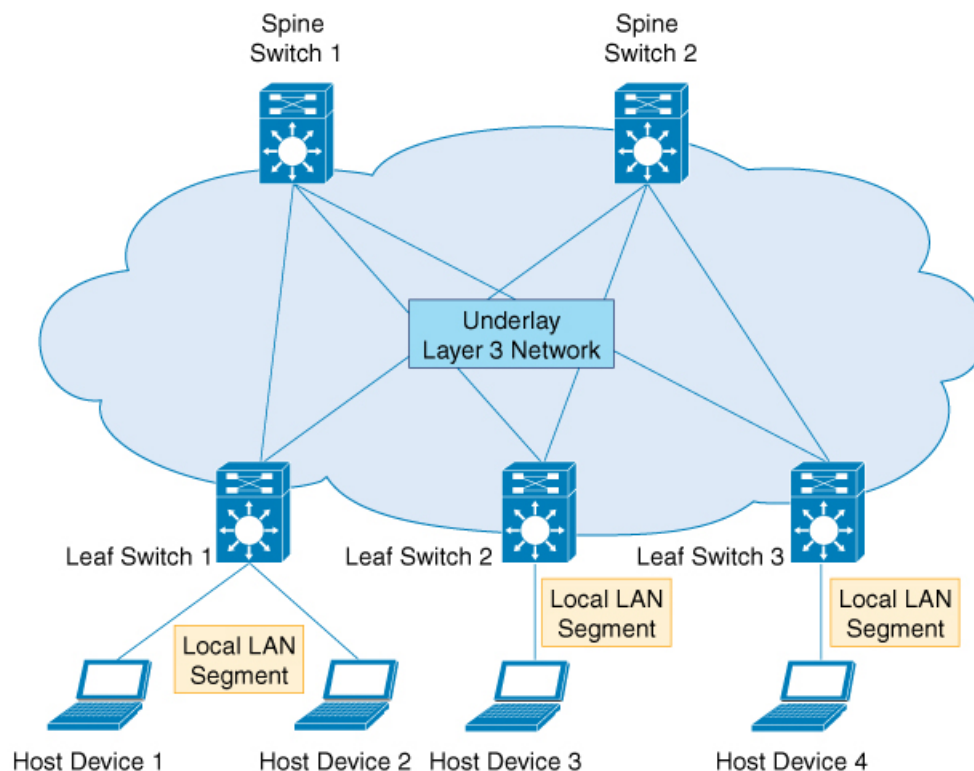 Spine
Switch 1
Spine
Switch 2
Underlay
Layer 3 Network
Leaf Switch 1
Leaf Switch 2
Leaf Switch 3
Local LAN
Segment
Local LAN
Segment
Local LAN
Segment
Host Device 1
Host Device 2
Host Device 3
Host Device 4